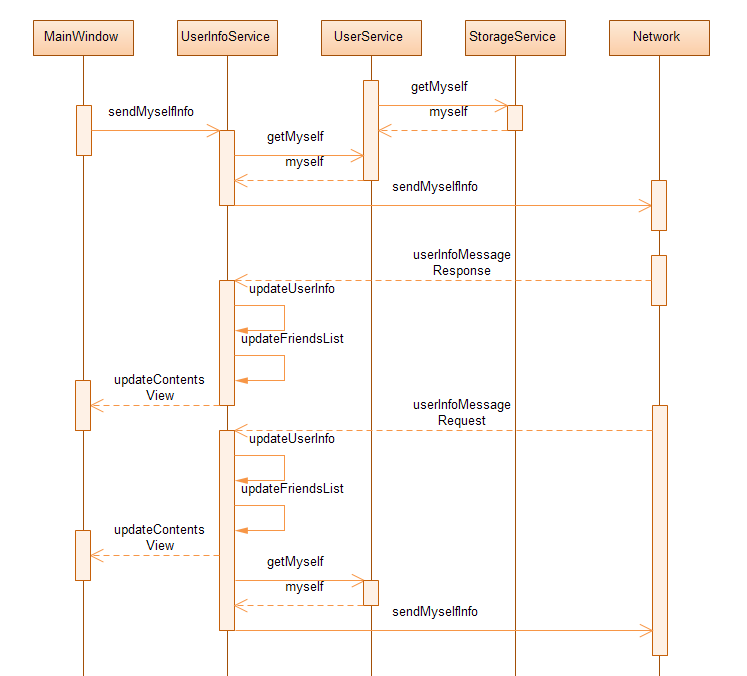 MainWindow
UserInfoService
UserService
StorageService
Network
getMyself
sendMyselfInfo
myself
getMyself
myself
sendMyselfInfo
userInfoMessage
Response
updateUserInfo
updateFriendsList
updateContents
View
userInfoMessage
Request
updateUserInfo
updateFriendsList
updateContents
View
getMyself
myself
sendMyselfInfo